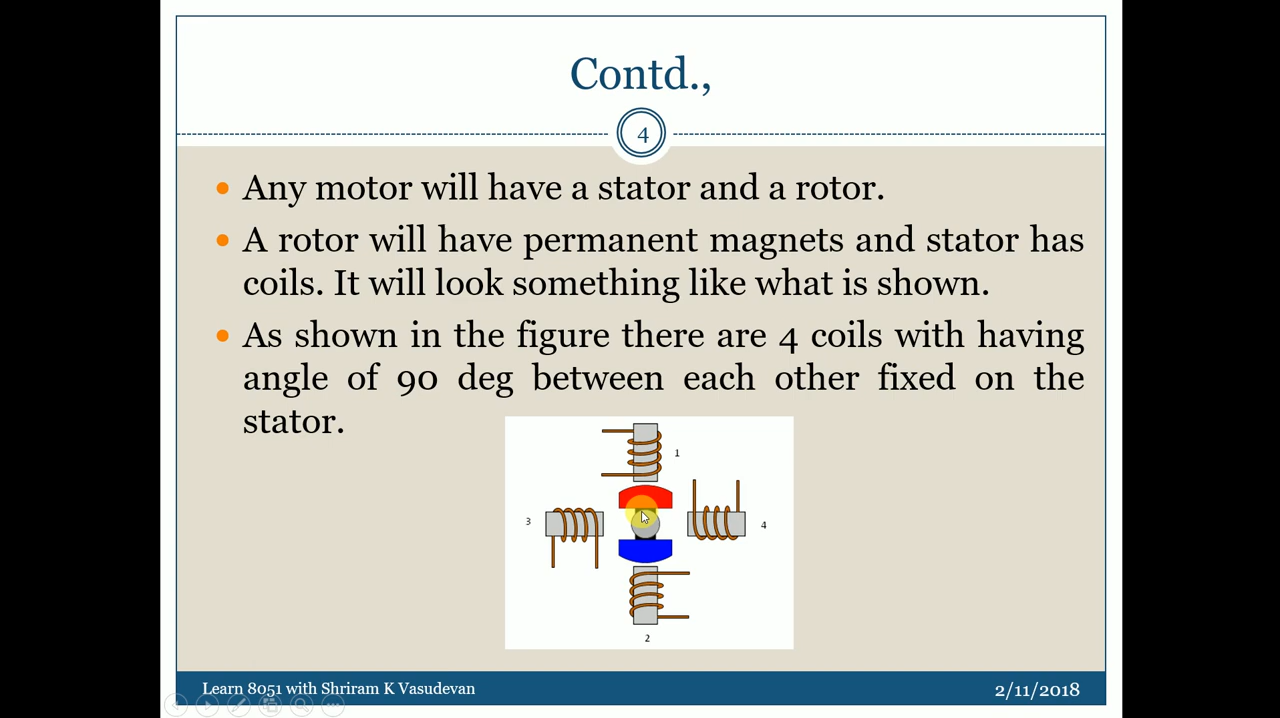 Contd.,
4
• Any motor will have a stator and a rotor.
• A rotor will have permanent magnets and stator has
coils. It will look something like what is shown.
• As shown in the figure there are 4 coils with having
angle of 90 deg between each other fixed on the
stator.
1
3
4
2
Learn 8051 with Shriram K Vasudevan
2/11/2018